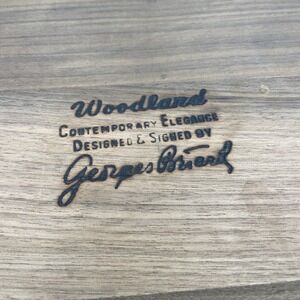 Woodland
CONTEMPORARY ELEGANCE
DESIGNED & SIGNED BY
Georges Briard